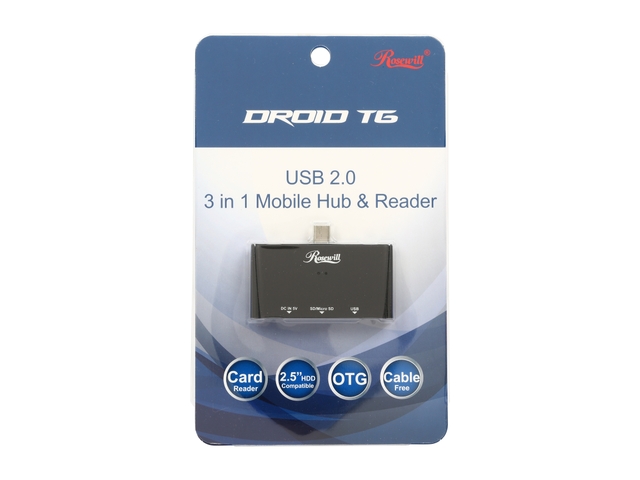 Rosewill®
DROID TG
USB 2.0
3 in 1 Mobile Hub & Reader
Rosewill
DC IN 5V SD/Micro SD USB
Card Reader
2.5" HDD Compatible
OTG
Cable Free